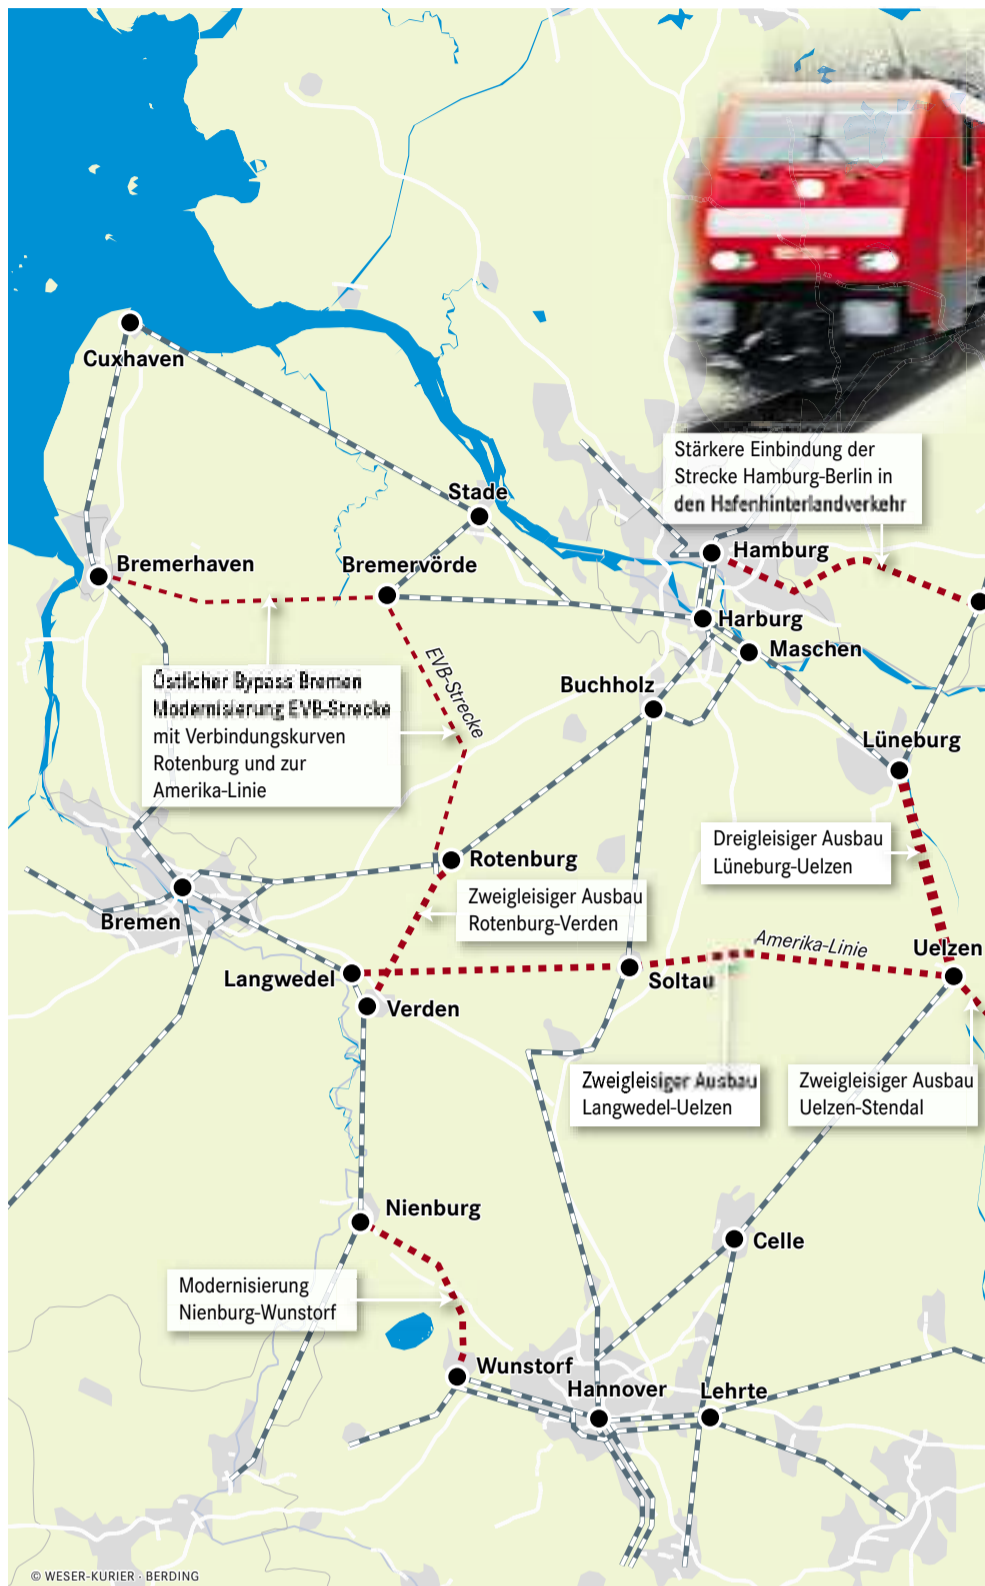 Cuxhaven
Stärkere Einbindung der
Strecke Hamburg-Berlin in
den Hafenhinterlandverkehr
Stade
Hamburg
Bremerhaven
Bremervörde
Harburg
Maschen
EVB-Strecke
Östlicher Bypass Bremen
Modernisierung EVB-Strecke
mit Verbindungskurven
Rotenburg und zur
Amerika-Linie
Buchholz
Lüneburg
Dreigleisiger Ausbau
Lüneburg-Uelzen
Rotenburg
Zweigleisiger Ausbau
Rotenburg-Verden
Bremen
Amerika-Linie
Uelzen
Langwedel
Soltau
Verden
Zweigleisiger Ausbau
Langwedel-Uelzen
Zweigleisiger Ausbau
Uelzen-Stendal
Nienburg
Celle
Modernisierung
Nienburg-Wunstorf
Wunstorf
Hannover
Lehrte
© WESER-KURIER · BERDING